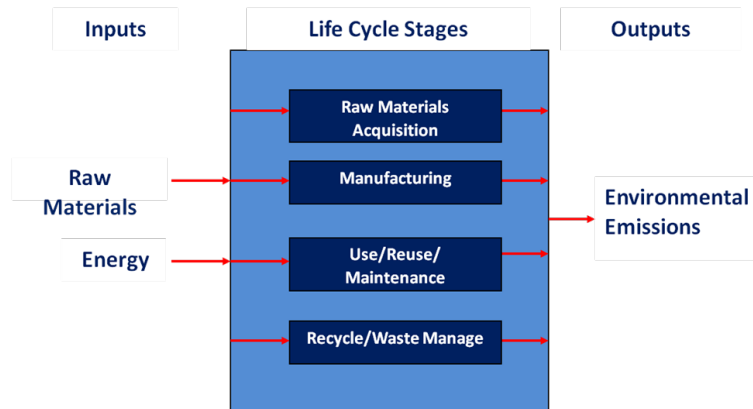 Inputs
Life Cycle Stages
Outputs
Raw Materials
Acquisition
Raw
Materials
Manufacturing
Environmental
Emissions
Energy
Use/Reuse/
Maintenance
Recycle/Waste Manage